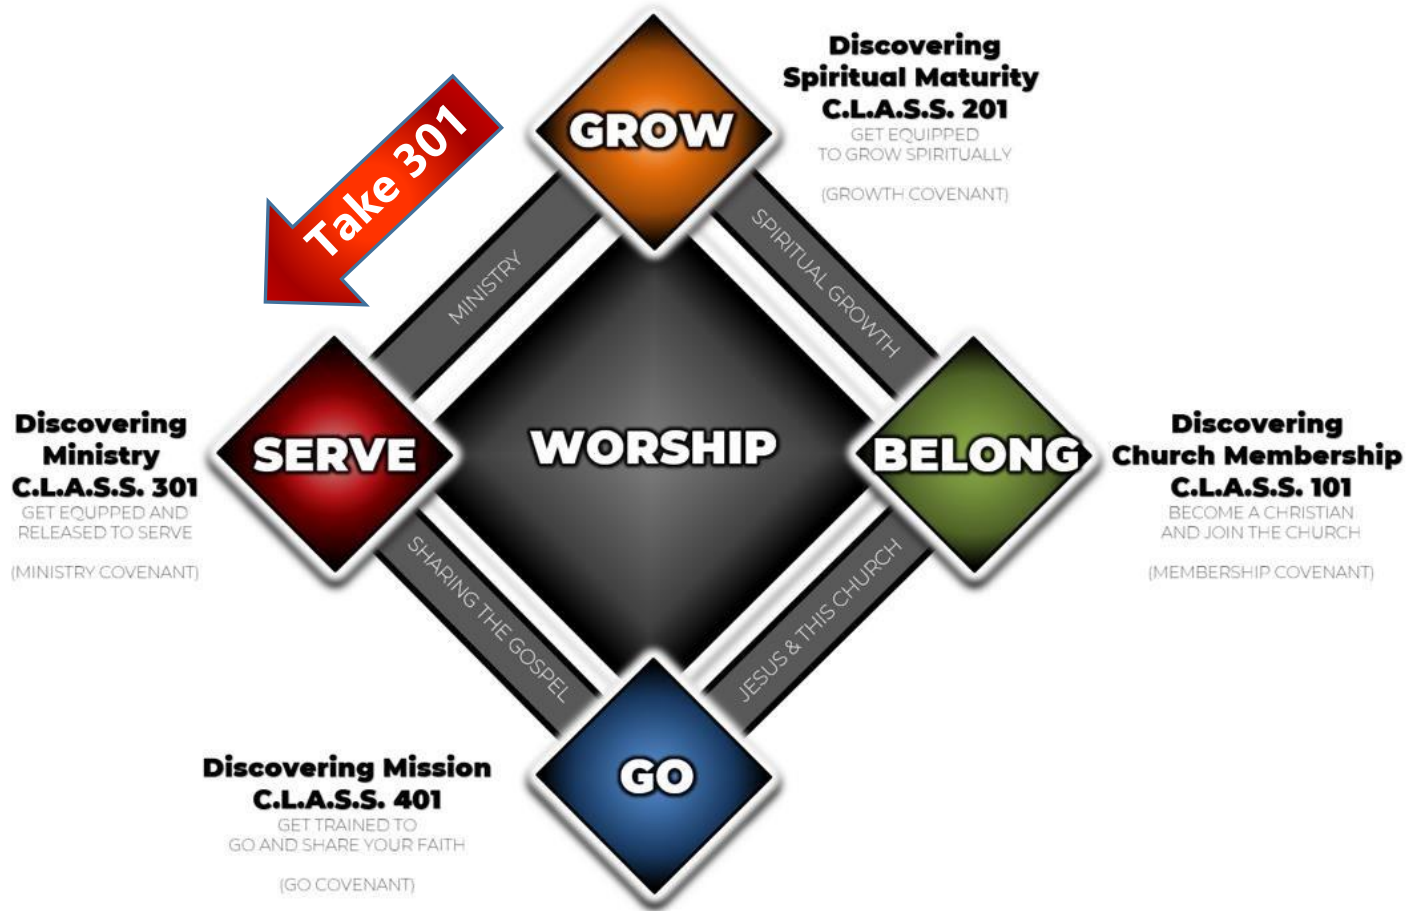 GROW
Discovering
Spiritual Maturity
C.L.A.S.S. 201
GET EQUIPPED
TO GROW SPIRITUALLY
(GROWTH COVENANT)
Take 301
MINISTRY
SPIRITUAL GROWTH
Discovering
Ministry
C.L.A.S.S. 301
GET EQUPPED AND
RELEASED TO SERVE
(MINISTRY COVENANT)
SERVE
WORSHIP
BELONG
Discovering
Church Membership
C.L.A.S.S. 101
BECOME A CHRISTIAN
AND JOIN THE CHURCH
(MEMBERSHIP COVENANT)
SHARING THE GOSPEL
JESUS & THIS CHURCH
Discovering Mission
C.L.A.S.S. 401
GET TRAINED TO
GO AND SHARE YOUR FAITH
(GO COVENANT)
GO